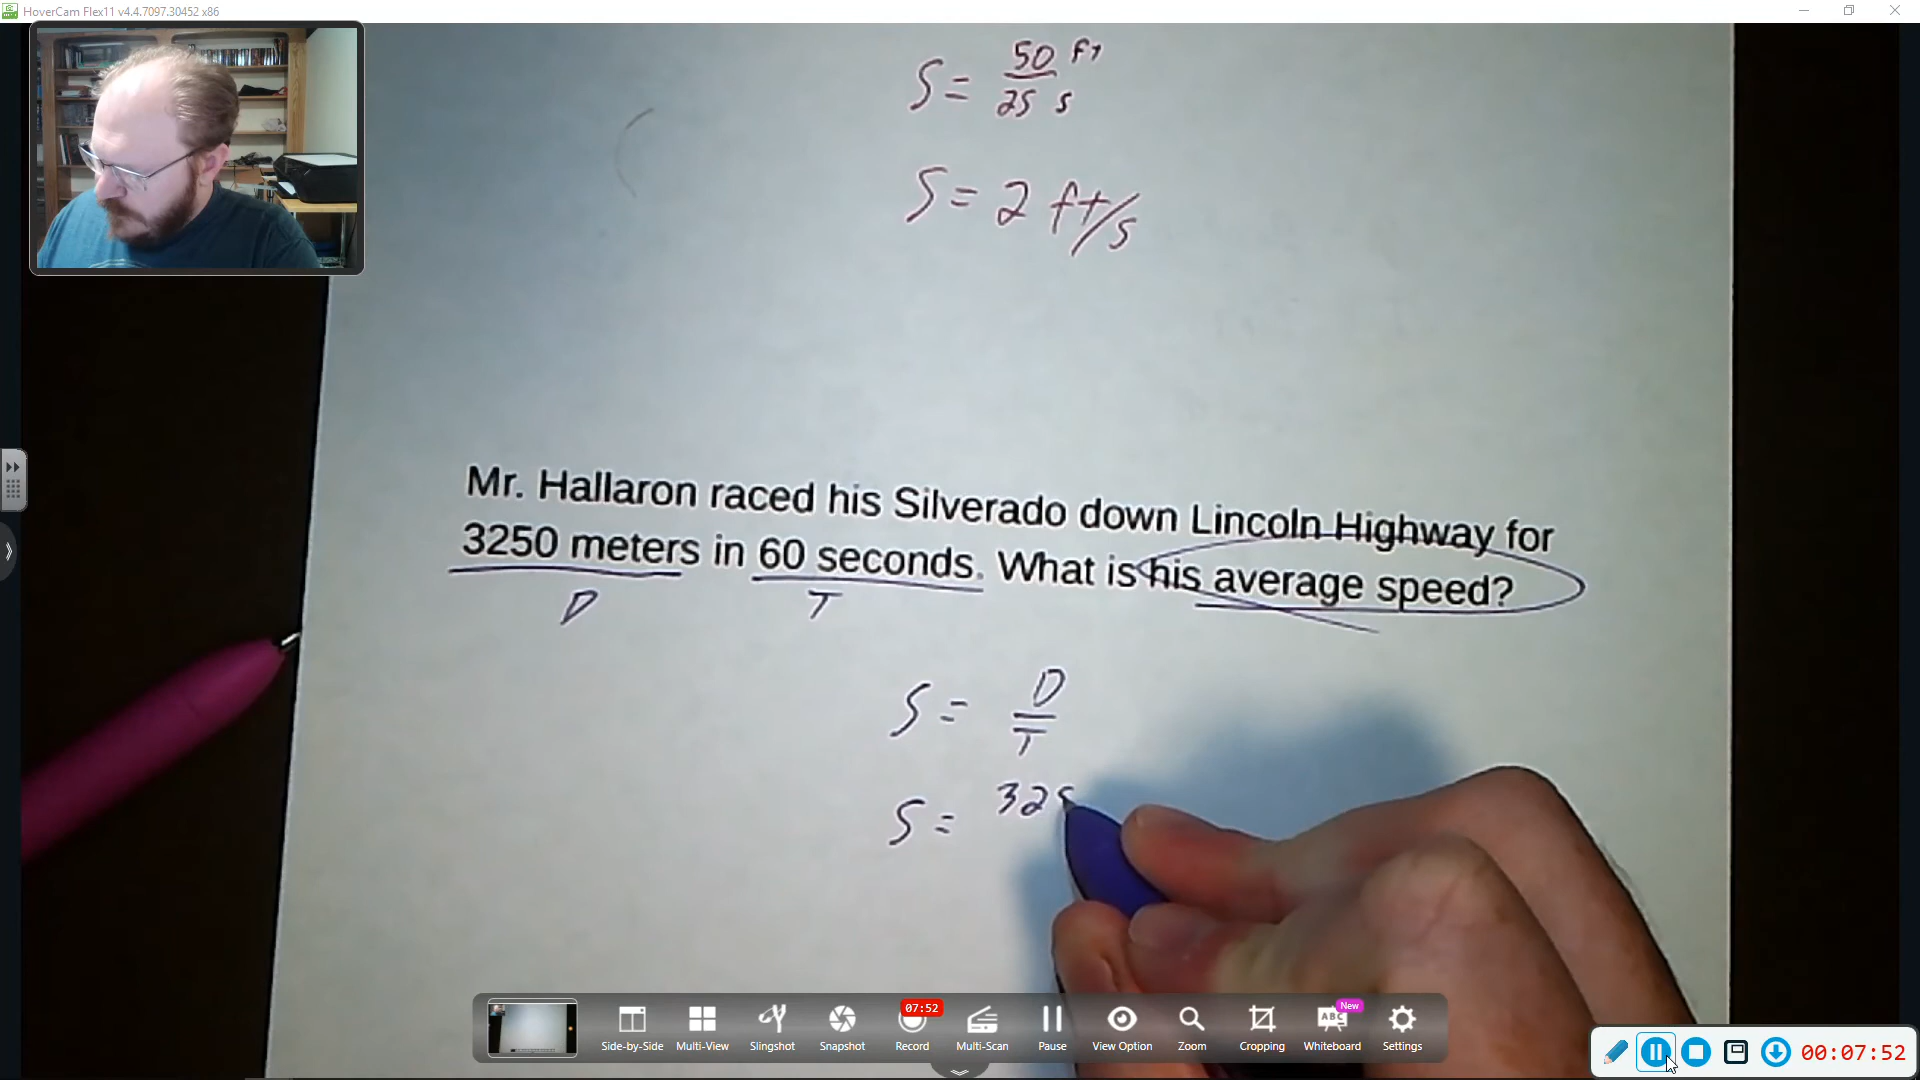 HoverCam Flex11 v4.4.7097.30452 x86
S = 50 ft
25 s
S = 2 ft/s
Mr. Hallaron raced his Silverado down Lincoln Highway for
3250 meters in 60 seconds. What is his average speed?
D T
S = D
T
S = 325
07:52
New
ABC
Side-by-Side Multi-View Slingshot Snapshot Record Multi-Scan Pause View Option Zoom Cropping Whiteboard Settings
00:07:52